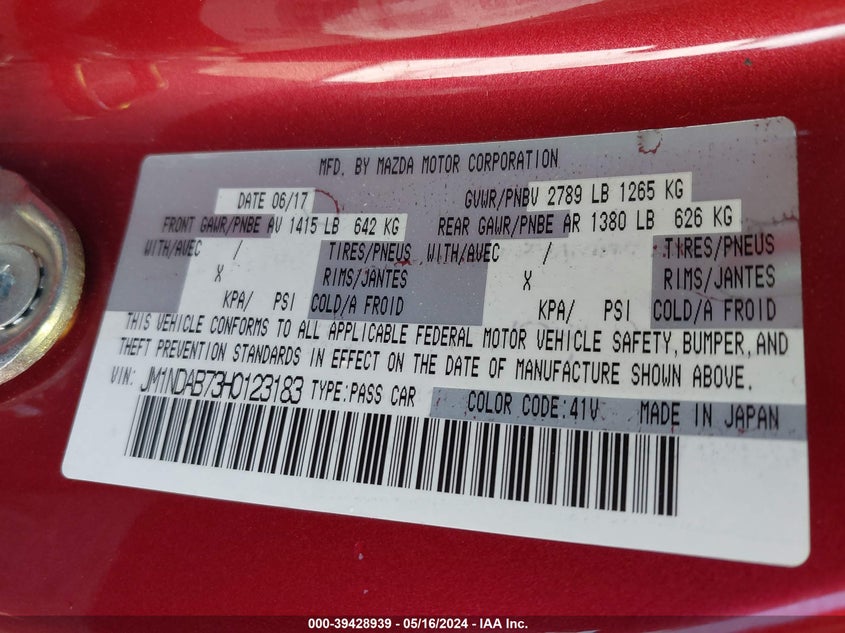 MFD. BY MAZDA MOTOR CORPORATION
DATE 06/17 GVWR/PNBV 2789 LB 1265 KG
FRONT GAWR/PNBE AV 1415 LB 642 KG REAR GAWR/PNBE AR 1380 LB 626 KG
WITH/AVEC / TIRES/PNEUS WITH/AVEC / TIRES/PNEUS
X RIMS/JANTES X RIMS/JANTES
KPA/ PSI COLD/A FROID KPA/ PSI COLD/A FROID
THIS VEHICLE CONFORMS TO ALL APPLICABLE FEDERAL MOTOR VEHICLE SAFETY, BUMPER, AND
THEFT PREVENTION STANDARDS IN EFFECT ON THE DATE OF MANUFACTURE SHOWN ABOVE.
VIN: JM1NDAB73H0123183 TYPE:PASS CAR COLOR CODE:41V MADE IN JAPAN
000-39428939 - 05/16/2024 - IAA Inc.